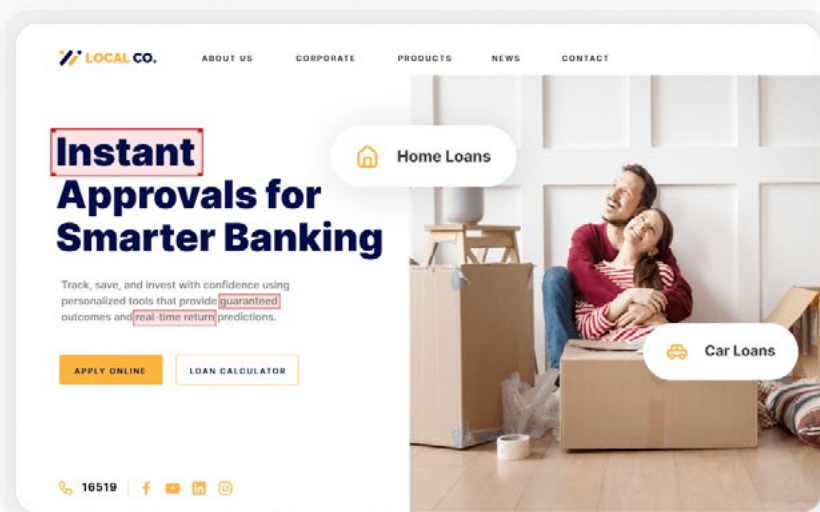 LOCAL CO.
ABOUT US
CORPORATE
PRODUCTS
NEWS
CONTACT
Instant
Approvals for
Smarter Banking
Home Loans
Track, save, and invest with confidence using
personalized tools that provide guaranteed
outcomes and real-time return predictions.
Car Loans
APPLY ONLINE
LOAN CALCULATOR
16519